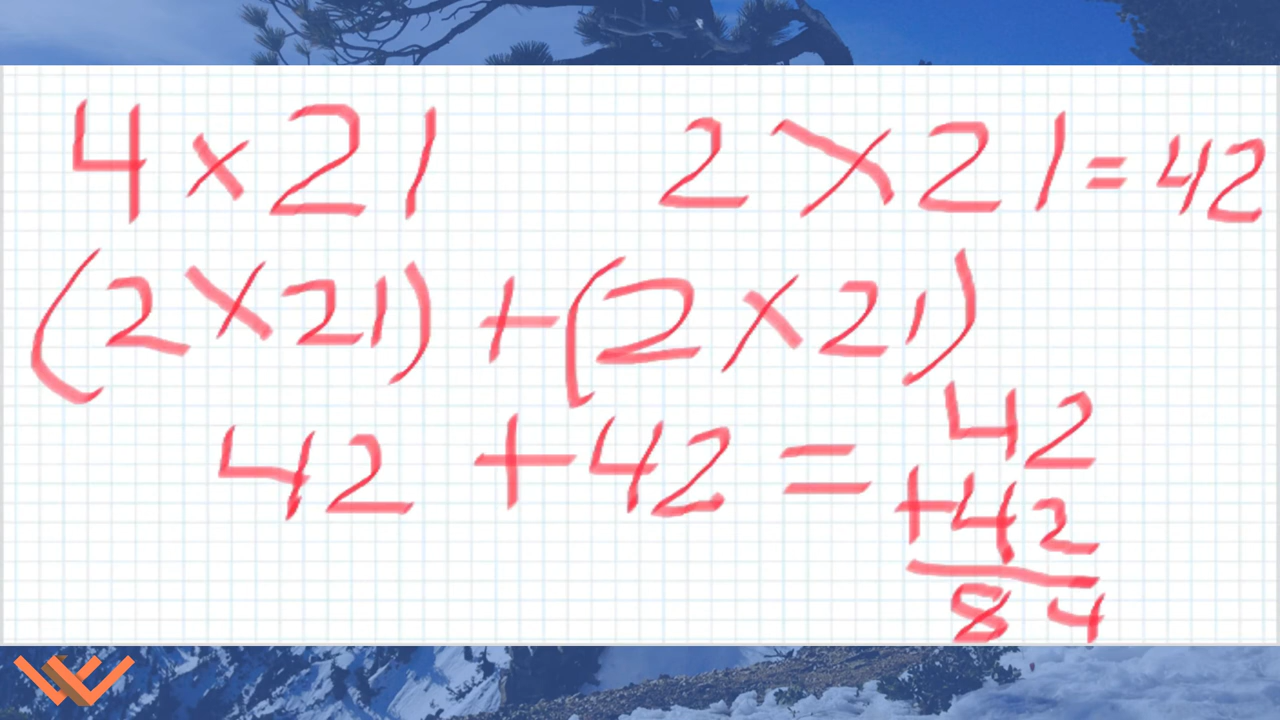 4 x 21 2 x 21 = 42
(2 x 21) + (2 x 21)
42 + 42 = 42
+42
84